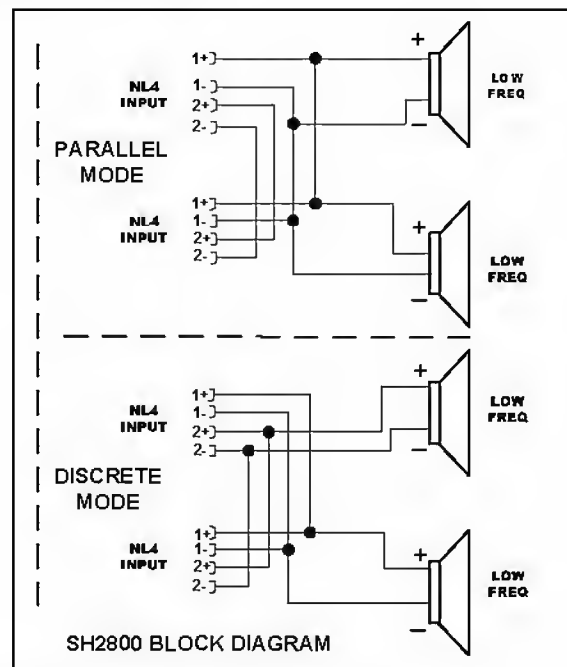 1+
+
NL4
INPUT
1-
2+
2-
LOW
FREQ
−
PARALLEL
MODE
1+
NL4
INPUT
1-
2+
2-
+
LOW
FREQ
−
+
1+
NL4
INPUT
1-
2+
2-
LOW
FREQ
−
DISCRETE
MODE
1+
NL4
INPUT
1-
2+
2-
+
LOW
FREQ
−
SH2800 BLOCK DIAGRAM